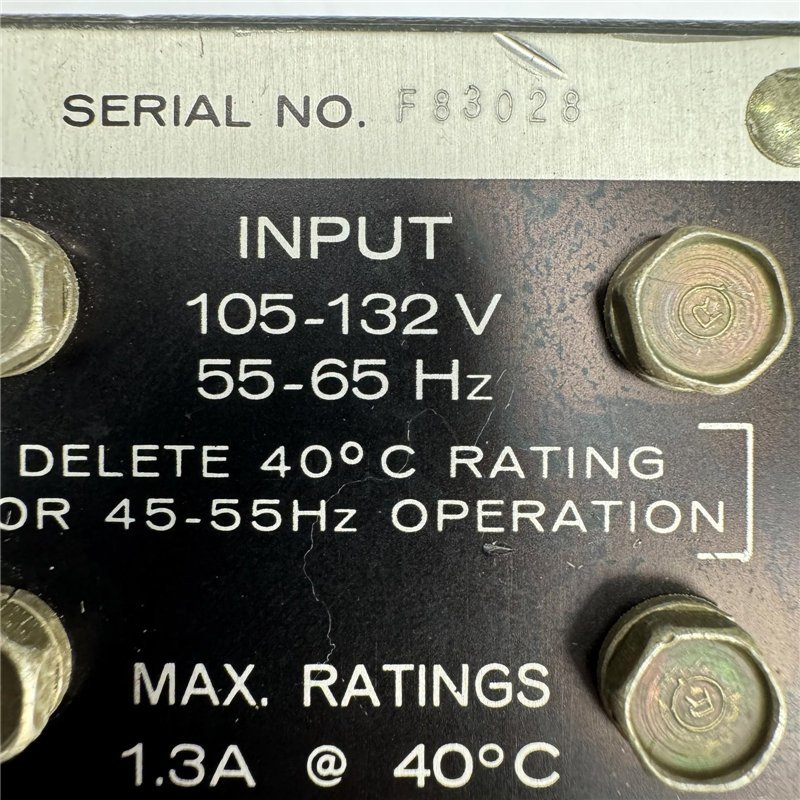 SERIAL NO. F83028
INPUT
105-132 V
55-65 Hz
DELETE 40°C RATING
OR 45-55Hz OPERATION
MAX. RATINGS
1.3A @ 40°C